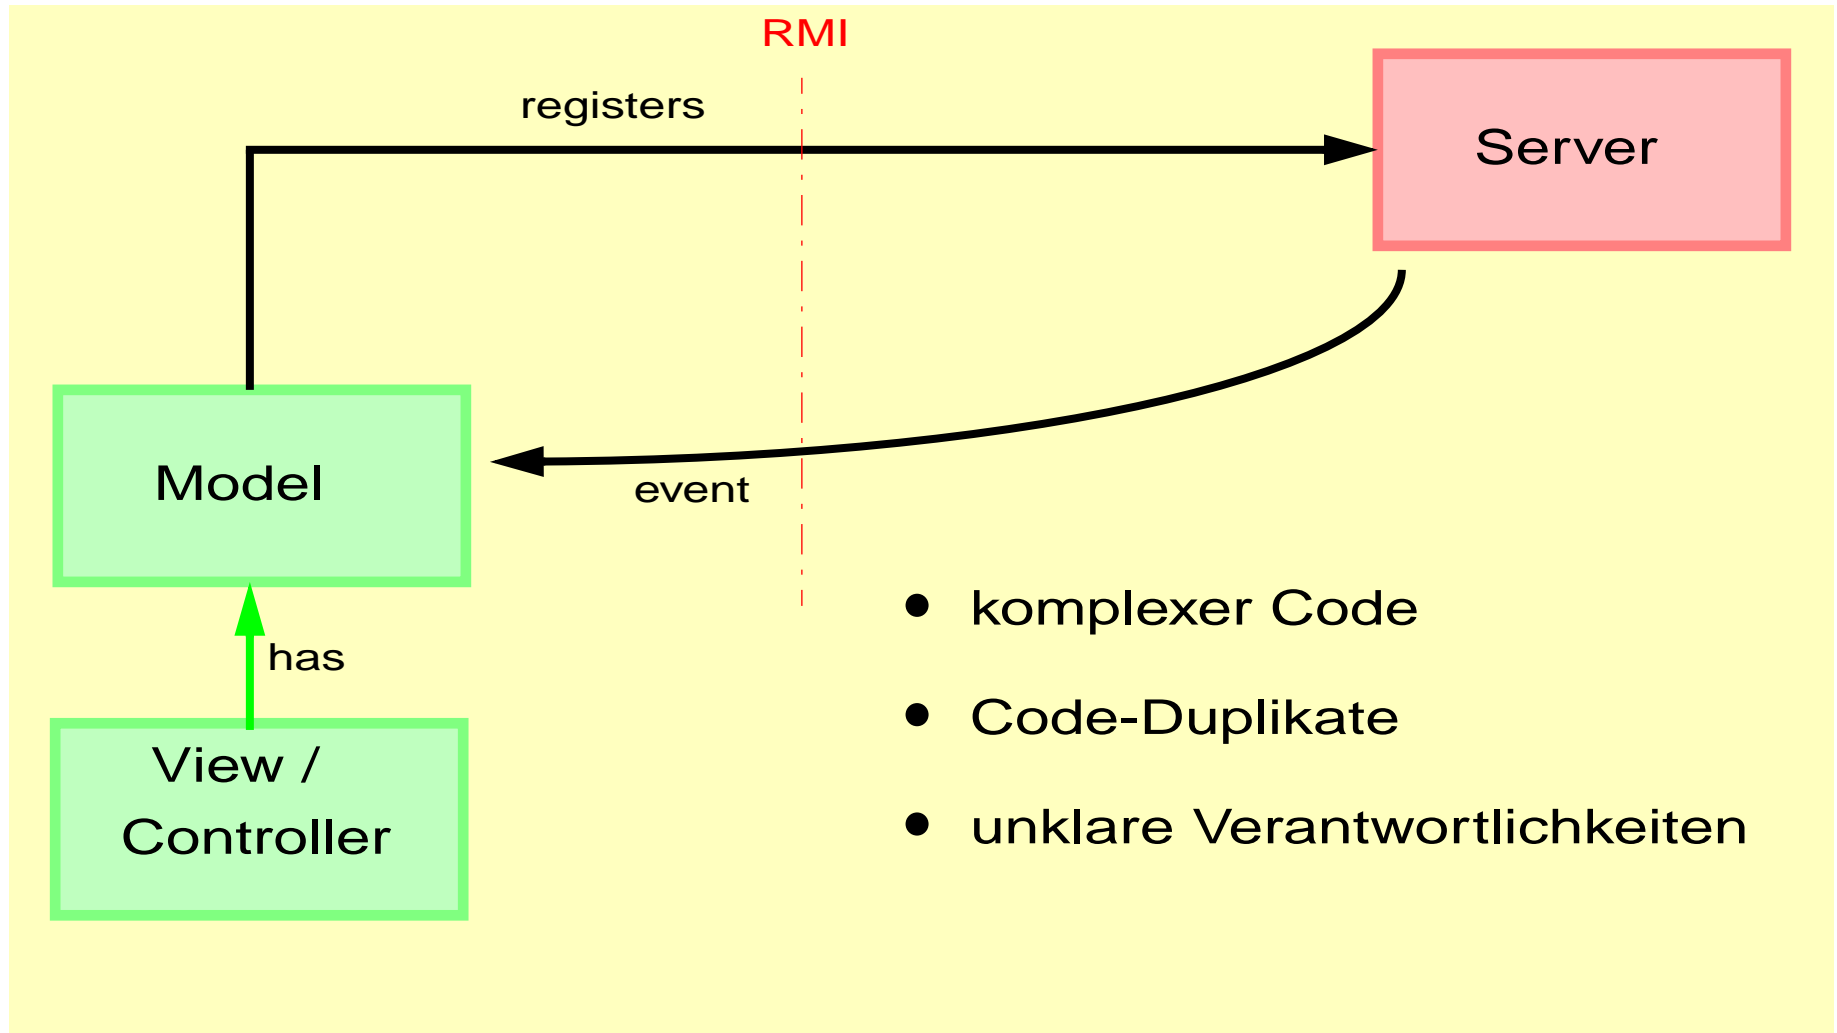 RMI
registers
Server
Model
event
has
View /
Controller
● komplexer Code
● Code-Duplikate
● unklare Verantwortlichkeiten